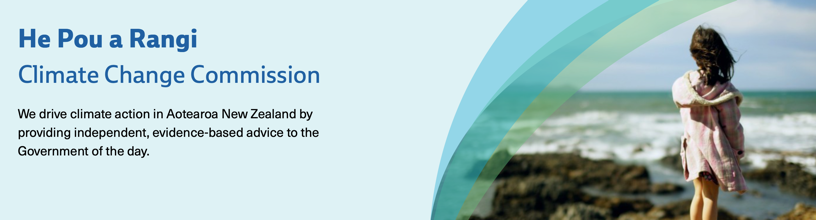 He Pou a Rangi
Climate Change Commission
We drive climate action in Aotearoa New Zealand by
providing independent, evidence-based advice to the
Government of the day.